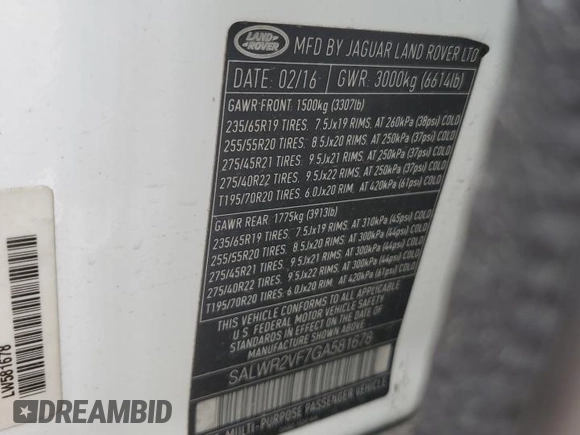 LAND
ROVER
MFD BY JAGUAR LAND ROVER LTD
DATE: 02/16 GWR: 3000kg (6614lb)
GAWR-FRONT: 1500kg (3307lb)
235/65R19 TIRES. 7.5Jx19 RIMS. AT 260kPa (38psi) COLD
255/55R20 TIRES. 8.5Jx20 RIMS. AT 250kPa (37psi) COLD
275/45R21 TIRES. 9.5Jx21 RIMS. AT 250kPa (37psi) COLD
275/40R22 TIRES. 9.5Jx22 RIMS. AT 250kPa (37psi) COLD
T195/70R20 TIRES. 6.0Jx20 RIM. AT 420kPa (61psi) COLD
GAWR REAR: 1775kg (3913lb)
235/65R19 TIRES: 7.5Jx19 RIMS: AT 310kPa (45psi) COLD
255/55R20 TIRES: 8.5Jx20 RIMS: AT 300kPa (44psi) COLD
275/45R21 TIRES: 9.5Jx21 RIMS: AT 300kPa (44psi) COLD
275/40R22 TIRES: 9.5Jx22 RIMS: AT 300kPa (44psi) COLD
T195/70R20 TIRES: 6.0Jx20 RIM: AT 420kPa (61psi) COLD
THIS VEHICLE CONFORMS TO ALL APPLICABLE
U.S. FEDERAL MOTOR VEHICLE SAFETY
STANDARDS IN EFFECT ON THE DATE OF
MANUFACTURE SHOWN ABOVE.
SALWR2VF7GA581678
-MULTI-PURPOSE PASSENGER VEHICLE
LW581678
DREAMBID